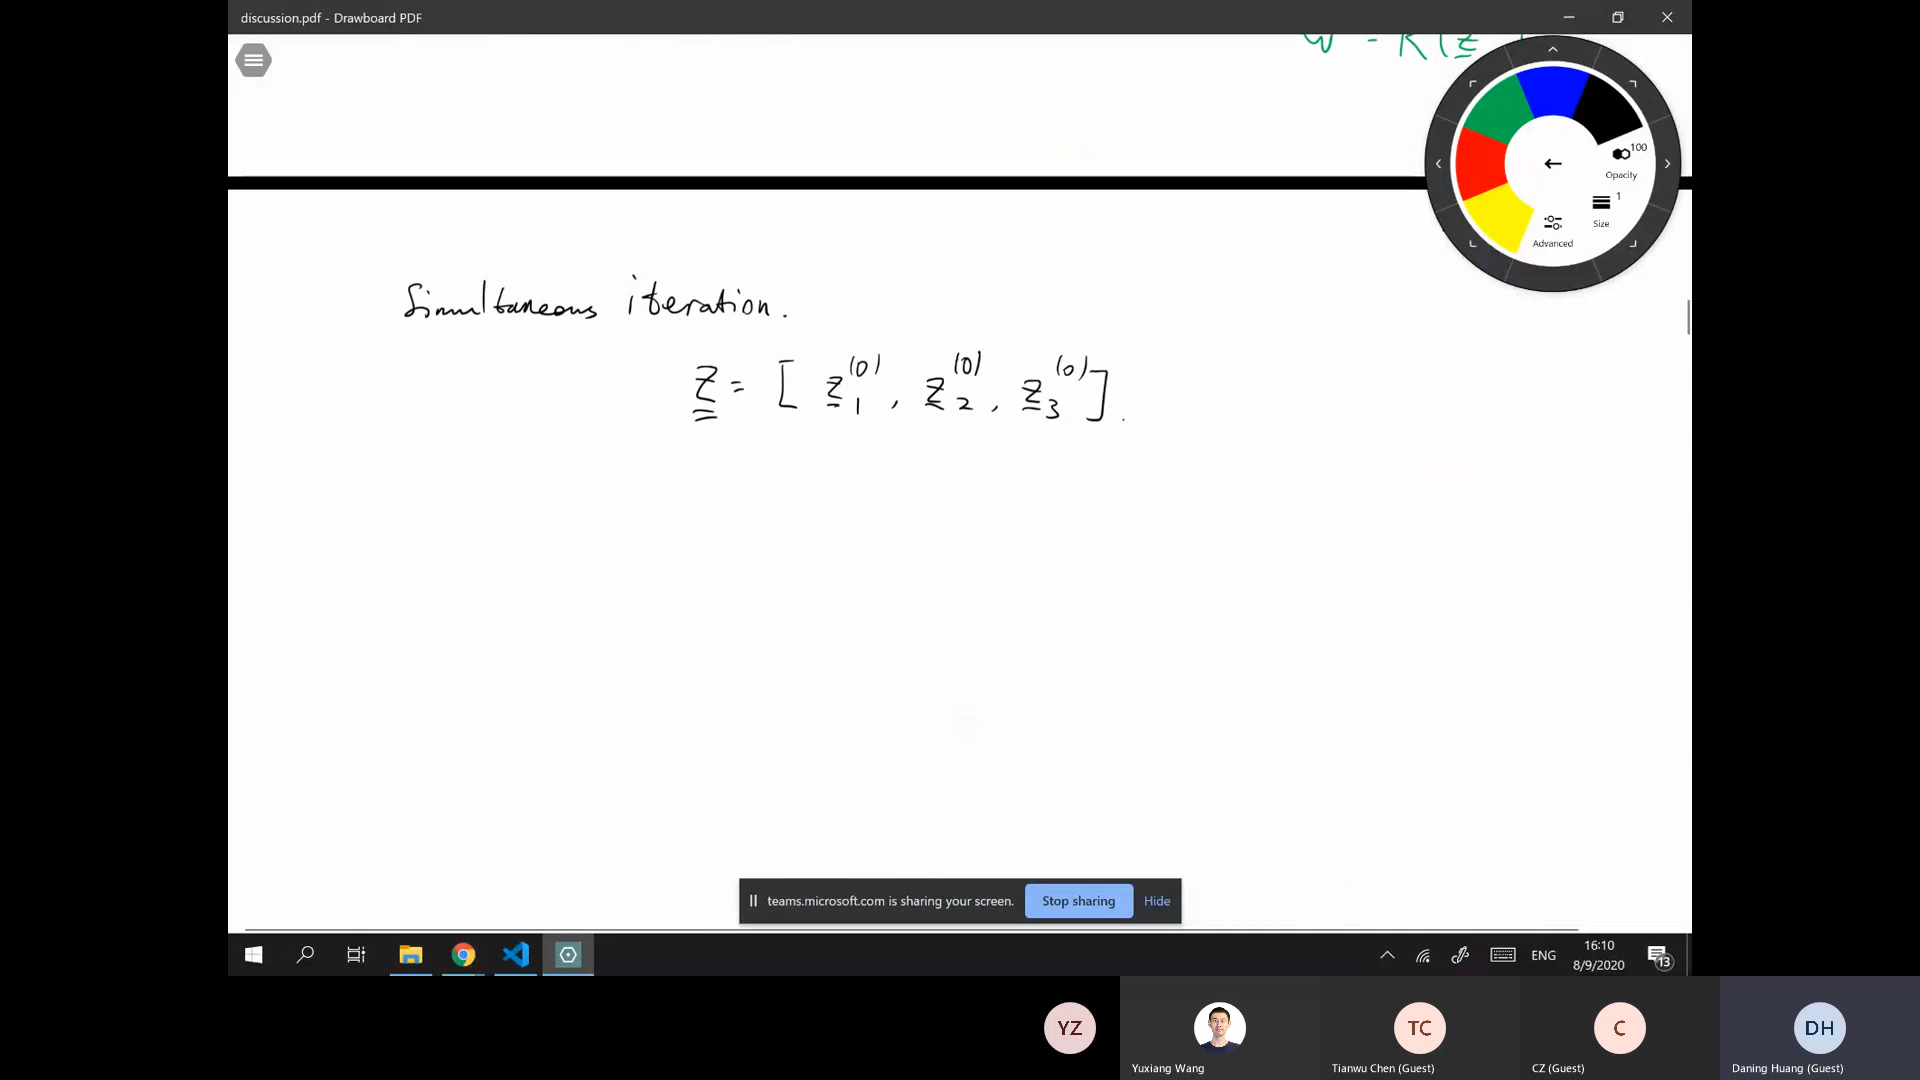 discussion.pdf - Drawboard PDF
100
Opacity
1
Size
Advanced
Simultaneous iteration.
z = [ z₁⁽⁰⁾, z₂⁽⁰⁾, z₃⁽⁰⁾ ].
teams.microsoft.com is sharing your screen. Stop sharing Hide
ENG
16:10
8/9/2020
13
YZ TC C DH
Yuxiang Wang Tianwu Chen (Guest) CZ (Guest) Daning Huang (Guest)